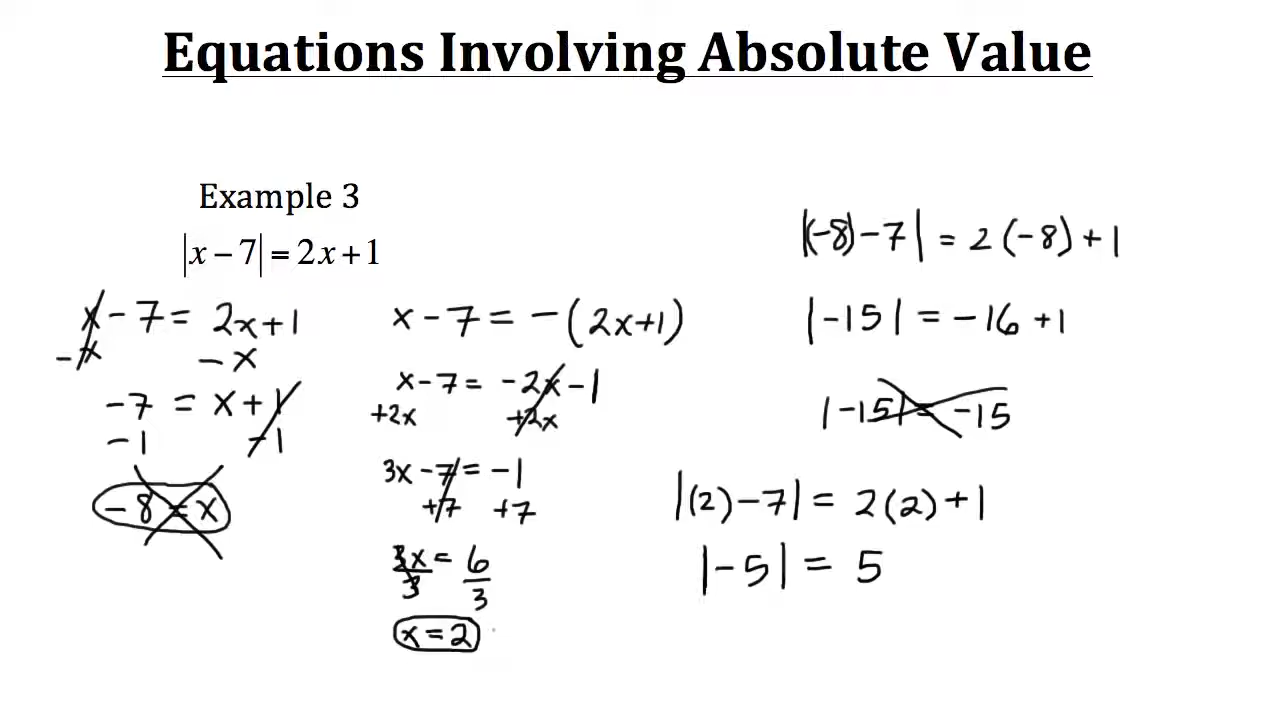 Equations Involving Absolute Value
Example 3
|x − 7| = 2x + 1
x - 7 = 2x + 1
-x - x
-7 = x + 1
-1 -1
-8 = x
x - 7 = -(2x+1)
x - 7 = -2x - 1
+2x +2x
3x - 7 = -1
+7 +7
3x = 6
3 3
x = 2
|(-8) - 7| = 2(-8) + 1
|-15| = -16 + 1
|-15| = -15
|(2) - 7| = 2(2) + 1
|-5| = 5